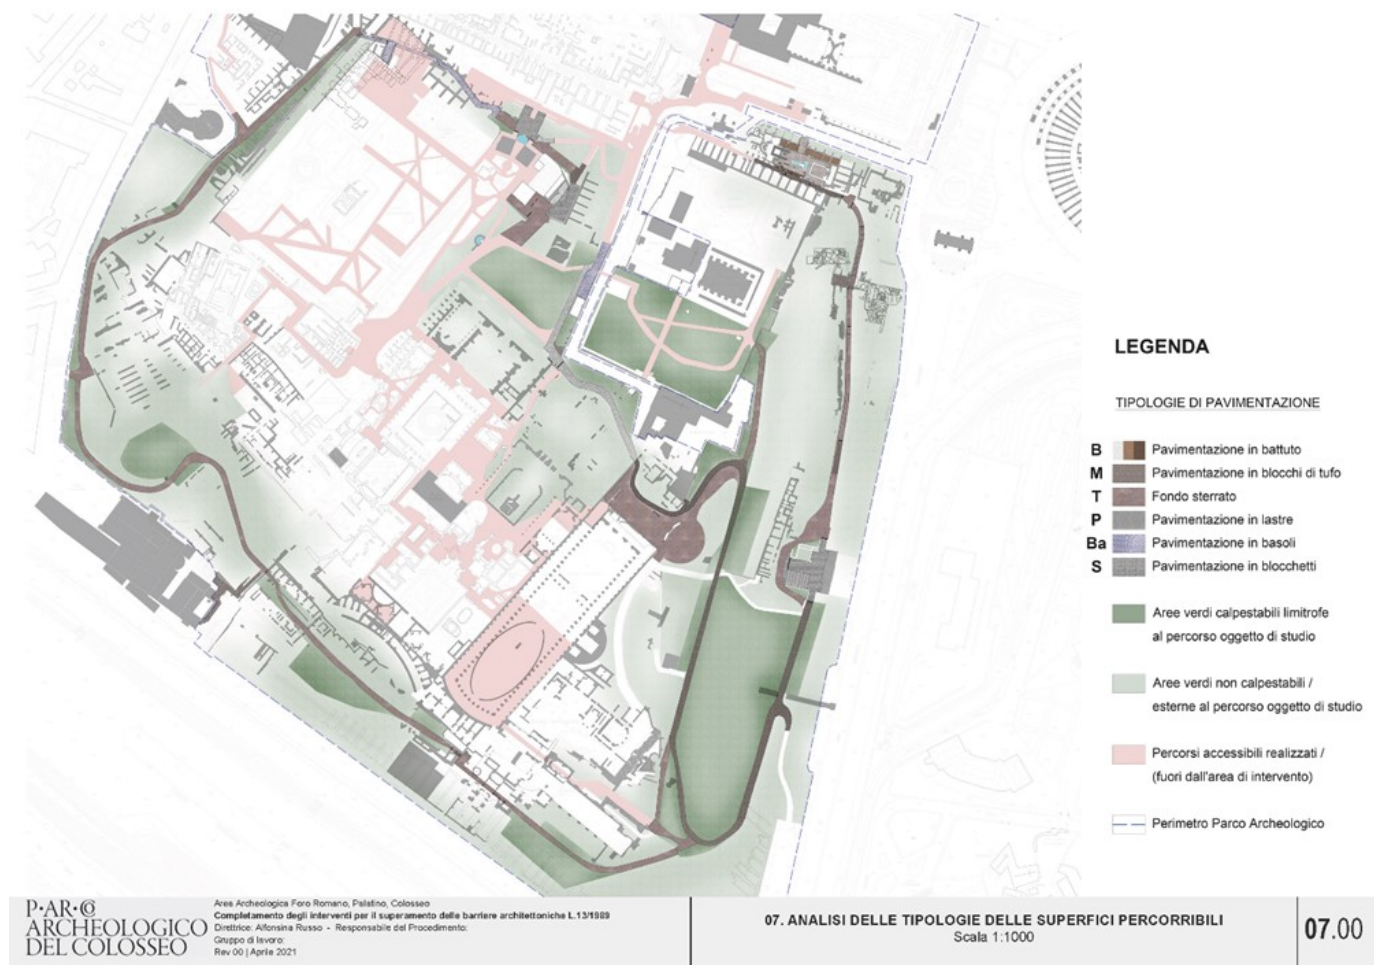 LEGENDA
TIPOLOGIE DI PAVIMENTAZIONE
B Pavimentazione in battuto
M Pavimentazione in blocchi di tufo
T Fondo sterrato
P Pavimentazione in lastre
Ba Pavimentazione in basoli
S Pavimentazione in blocchetti
Aree verdi calpestabili limitrofe
al percorso oggetto di studio
Aree verdi non calpestabili /
esterne al percorso oggetto di studio
Percorsi accessibili realizzati /
(fuori dall'area di intervento)
Perimetro Parco Archeologico
P·AR·CO
ARCHEOLOGICO
DEL COLOSSEO
Area Archeologica Foro Romano, Palatino, Colosseo
Completamento degli interventi per il superamento delle barriere architettoniche L.13/1989
Direttrice: Alfonsina Russo - Responsabile del Procedimento:
Gruppo di lavoro:
Rev 00 | Aprile 2021
07. ANALISI DELLE TIPOLOGIE DELLE SUPERFICI PERCORRIBILI
Scala 1:1000
07.00